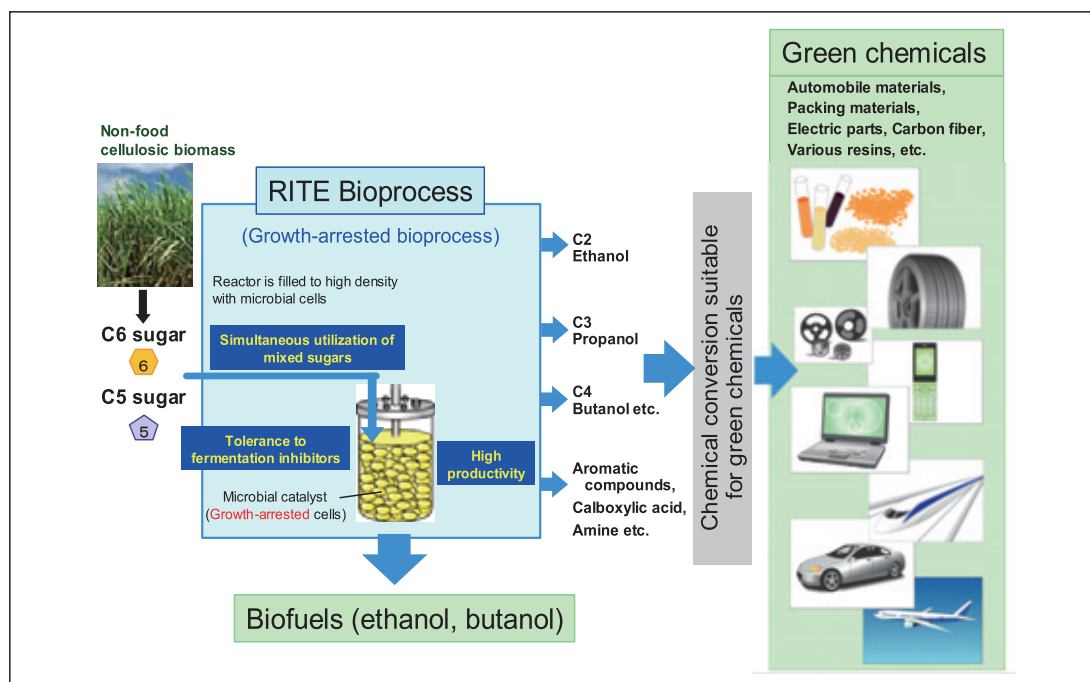 Non-food
cellulosic biomass
C6 sugar
6
C5 sugar
5
RITE Bioprocess
(Growth-arrested bioprocess)
Reactor is filled to high density
with microbial cells
Simultaneous utilization of
mixed sugars
Tolerance to
fermentation inhibitors
High
productivity
Microbial catalyst
(Growth-arrested cells)
C2
Ethanol
C3
Propanol
C4
Butanol etc.
Aromatic
compounds,
Calboxylic acid,
Amine etc.
Biofuels (ethanol, butanol)
Chemical conversion suitable
for green chemicals
Green chemicals
Automobile materials,
Packing materials,
Electric parts, Carbon fiber,
Various resins, etc.